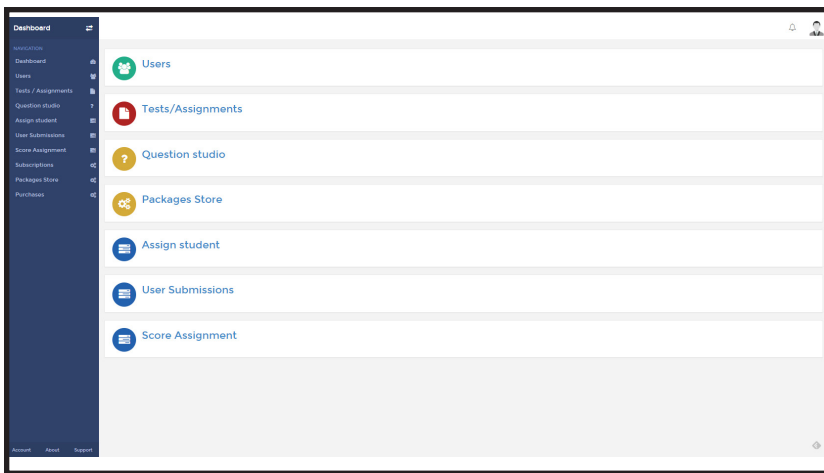 Dashboard
NAVIGATION
Dashboard
Users
Tests / Assignments
Question studio
?
Assign student
User Submissions
Score Assignment
Subscriptions
Packages Store
Purchases
Account About Support
Users
Tests/Assignments
?
Question studio
Packages Store
Assign student
User Submissions
Score Assignment